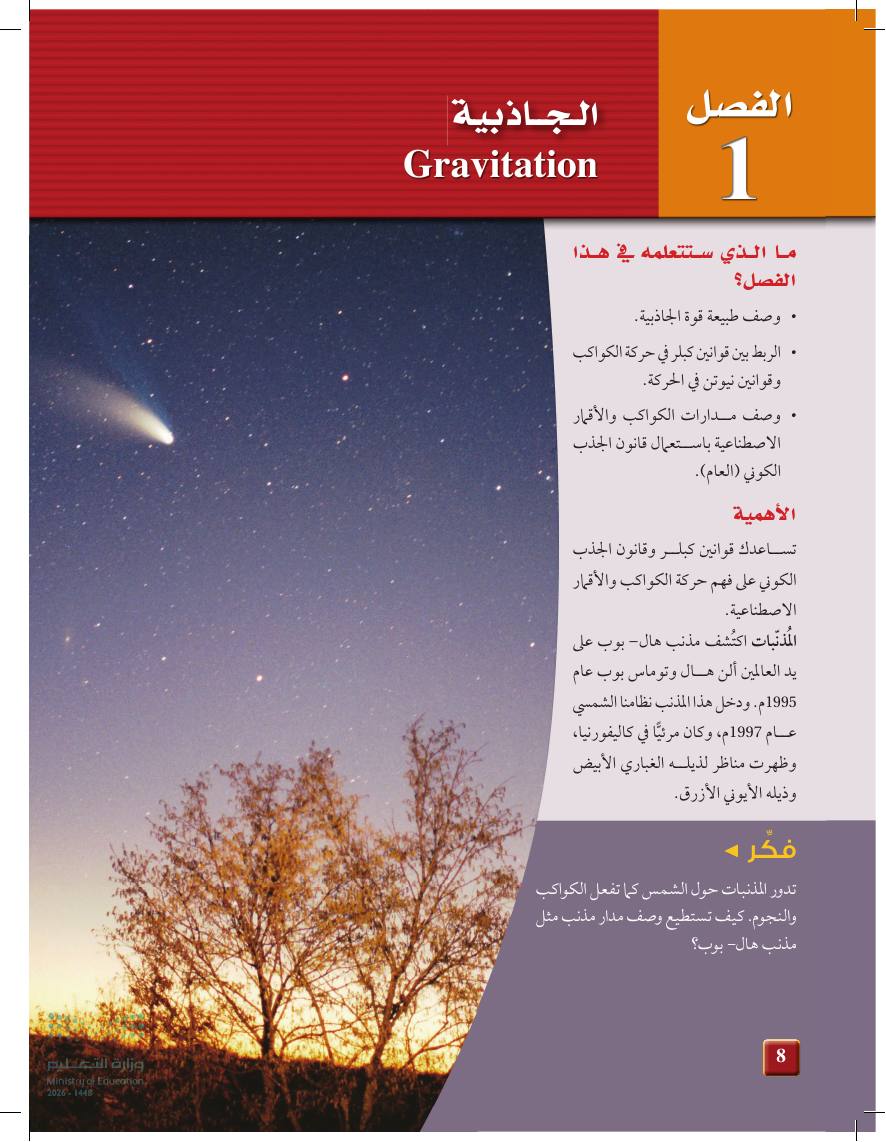 الفصل
1
الجاذبية
Gravitation
ما الذي ستتعلمه في هذا
الفصل؟
• وصف طبيعة قوة الجاذبية.
• الربط بين قوانين كبلر في حركة الكواكب
وقوانين نيوتن في الحركة.
• وصف مدارات الكواكب والأقمار
الاصطناعية باستعمال قانون الجذب
الكوني (العام).
الأهمية
تساعدك قوانين كبلر وقانون الجذب
الكوني على فهم حركة الكواكب والأقمار
الاصطناعية.
المُذنّبات اكتُشف مذنب هال– بوب على
يد العالمين ألن هال وتوماس بوب عام
1995م. ودخل هذا المذنب نظامنا الشمسي
عام 1997م، وكان مرئيًّا في كاليفورنيا،
وظهرت مناظر لذيله الغباري الأبيض
وذيله الأيوني الأزرق.
فكِّر ◄
تدور المذنبات حول الشمس كما تفعل الكواكب
والنجوم. كيف تستطيع وصف مدار مذنب مثل
مذنب هال– بوب؟
8
وزارة التعليم
Ministry of Education
2026 - 1448